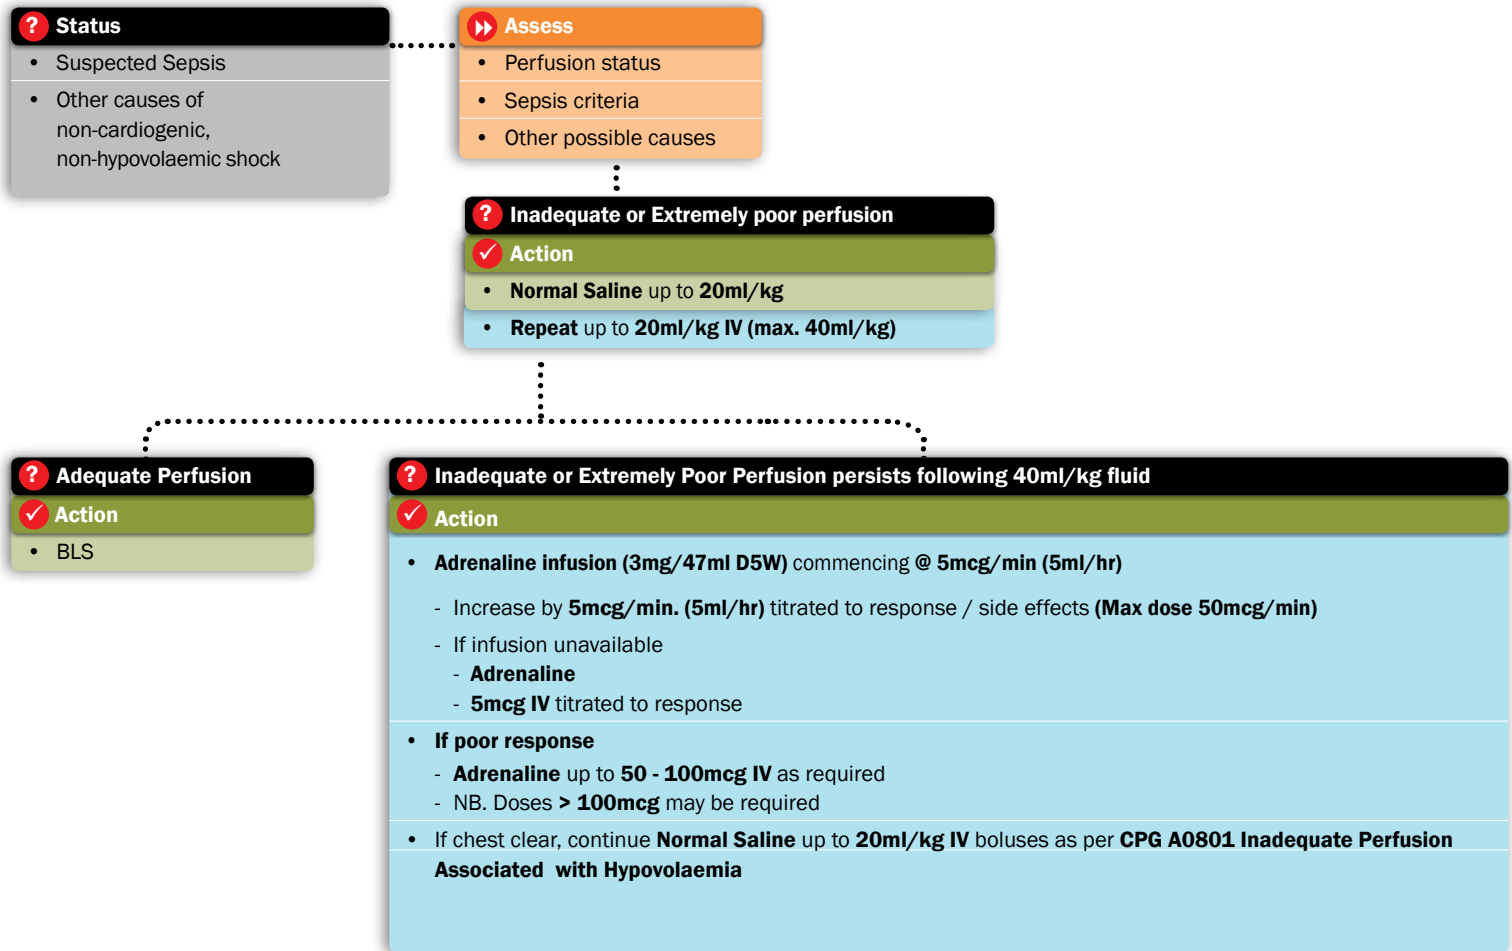 ? Status
• Suspected Sepsis
• Other causes of
non-cardiogenic,
non-hypovolaemic shock
Assess
• Perfusion status
• Sepsis criteria
• Other possible causes
? Inadequate or Extremely poor perfusion
Action
• Normal Saline up to 20ml/kg
• Repeat up to 20ml/kg IV (max. 40ml/kg)
? Adequate Perfusion
Action
• BLS
? Inadequate or Extremely Poor Perfusion persists following 40ml/kg fluid
Action
• Adrenaline infusion (3mg/47ml D5W) commencing @ 5mcg/min (5ml/hr)
- Increase by 5mcg/min. (5ml/hr) titrated to response / side effects (Max dose 50mcg/min)
- If infusion unavailable
- Adrenaline
- 5mcg IV titrated to response
• If poor response
- Adrenaline up to 50 - 100mcg IV as required
- NB. Doses > 100mcg may be required
• If chest clear, continue Normal Saline up to 20ml/kg IV boluses as per CPG A0801 Inadequate Perfusion
Associated with Hypovolaemia